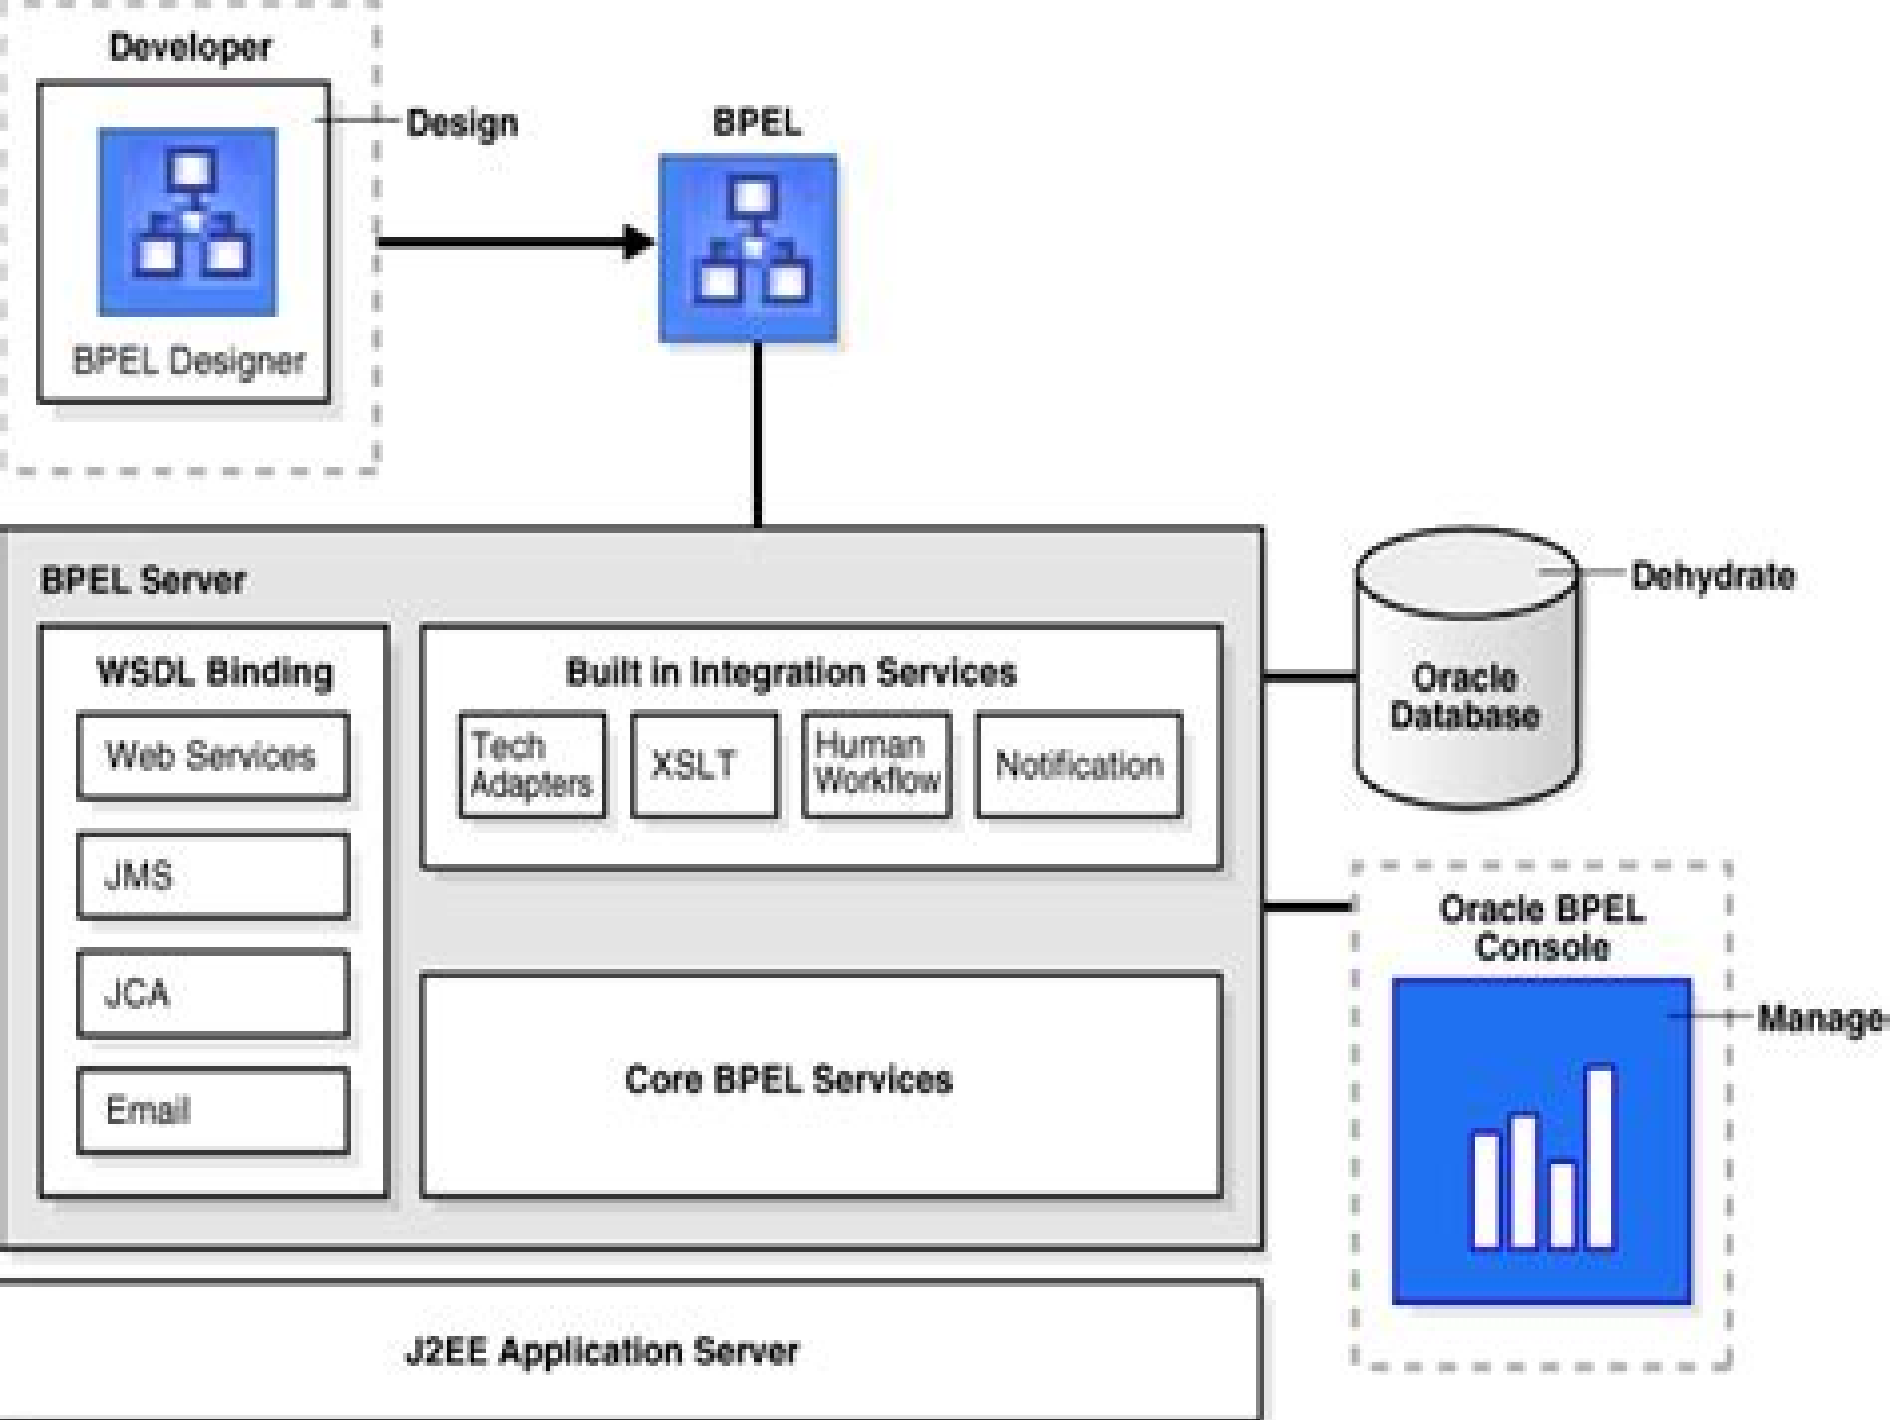 Developer
Design
BPEL
BPEL Designer
BPEL Server
Dehydrate
WSDL Binding
Built in Integration Services
Oracle
Database
Web Services
Tech
Adapters
XSLT
Human
Workflow
Notification
JMS
JCA
Email
Core BPEL Services
Oracle BPEL
Console
Manage
J2EE Application Server